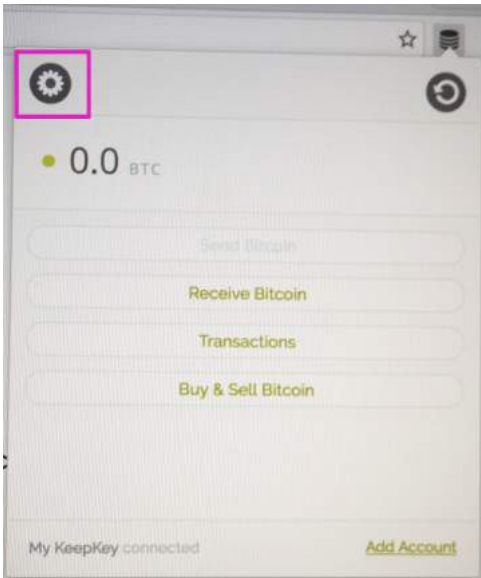 0.0 BTC
Send Bitcoin
Receive Bitcoin
Transactions
Buy & Sell Bitcoin
My KeepKey connected
Add Account